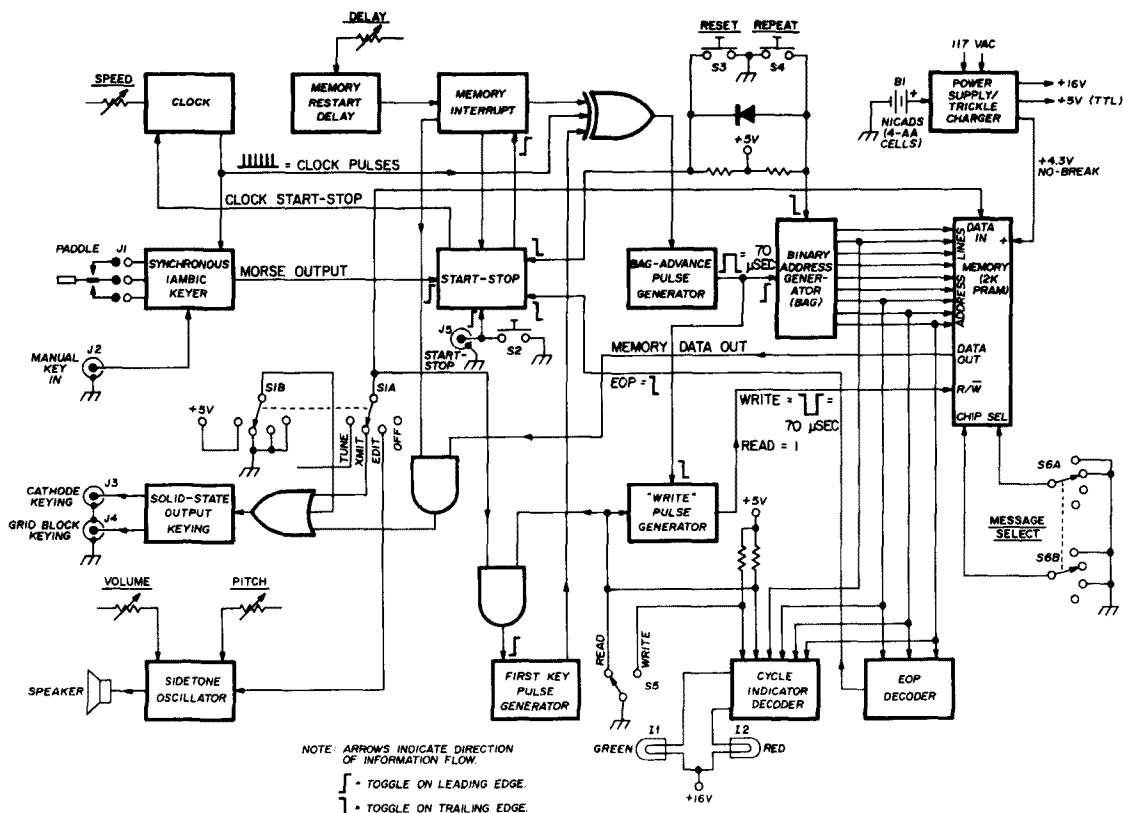 DELAY
RESET
REPEAT
S3
S4
117 VAC
SPEED
CLOCK
MEMORY
RESTART
DELAY
MEMORY
INTERRUPT
B1
+
NICADS
(4-AA
CELLS)
POWER
SUPPLY/
TRICKLE
CHARGER
+16V
+5V (TTL)
+5V
+4.3V
NO-BREAK
= CLOCK PULSES
CLOCK START-STOP
PADDLE
J1
SYNCHRONOUS
IAMBIC
KEYER
MORSE OUTPUT
START-STOP
BAG-ADVANCE
PULSE
GENERATOR
= 70
µSEC
BINARY
ADDRESS
GENER-
ATOR
(BAG)
DATA
IN
+
LINES
ADDRESS
MEMORY
(2K
PRAM)
DATA
OUT
R/W̅
CHIP SEL
J2
MANUAL
KEY
IN
J5
START-
STOP
S2
MEMORY DATA OUT
EOP =
WRITE = =
70 µSEC
READ = 1
S1B
S1A
+5V
TUNE
XMIT
EDIT
OFF
CATHODE
KEYING
J3
GRID BLOCK
KEYING
J4
SOLID-STATE
OUTPUT
KEYING
"WRITE"
PULSE
GENERATOR
+5V
S6A
MESSAGE
SELECT
S6B
VOLUME
PITCH
SPEAKER
SIDETONE
OSCILLATOR
FIRST KEY
PULSE
GENERATOR
READ
WRITE
S5
CYCLE
INDICATOR
DECODER
EOP
DECODER
GREEN
I1
I2
RED
+16V
NOTE: ARROWS INDICATE DIRECTION
OF INFORMATION FLOW.
= TOGGLE ON LEADING EDGE.
= TOGGLE ON TRAILING EDGE.